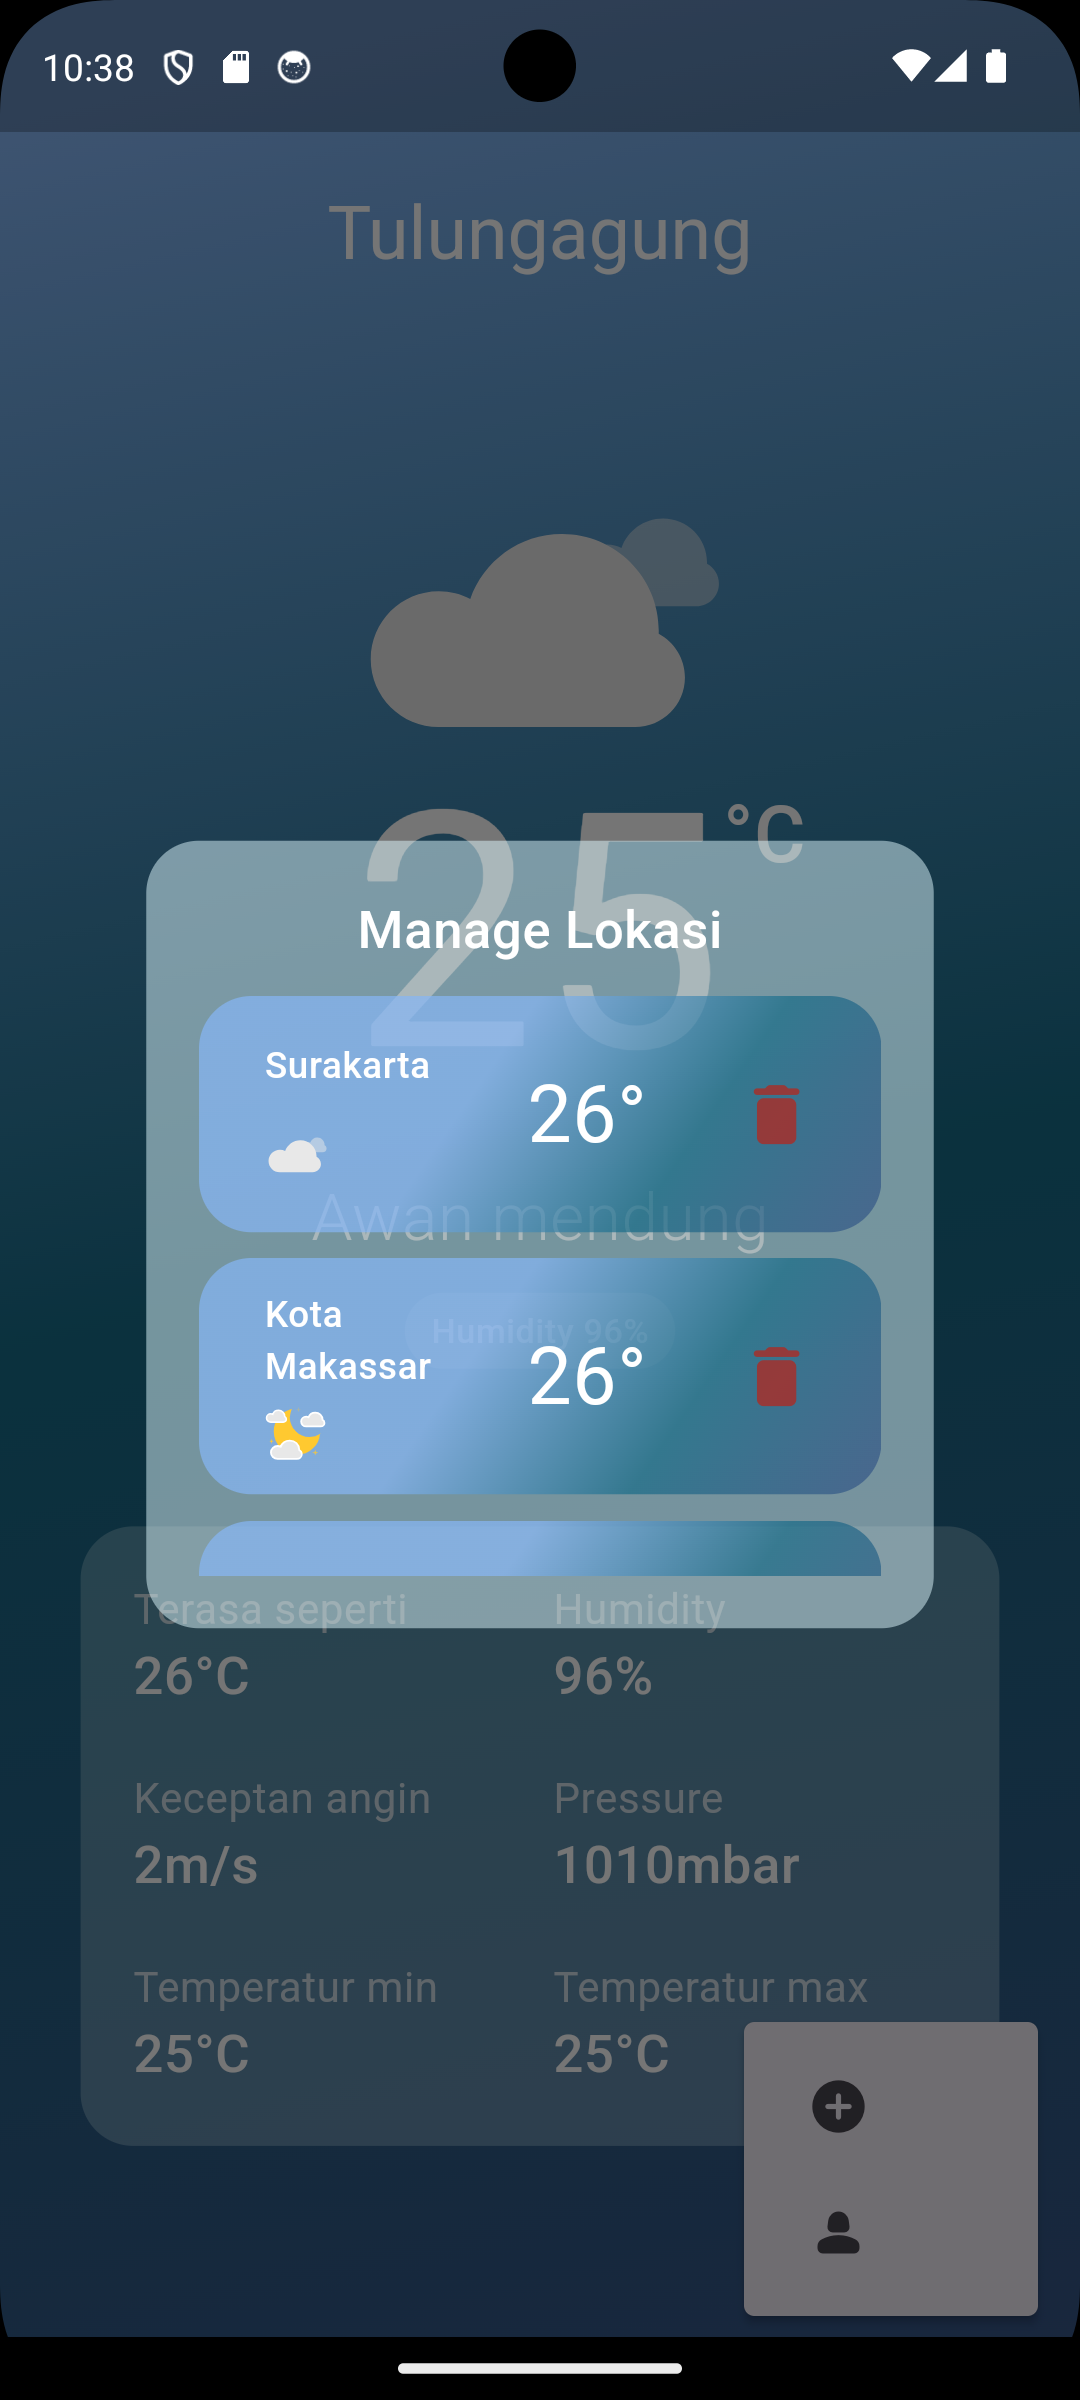 10:38
Tulungagung
25°C
Manage Lokasi
Surakarta
26°
Awan mendung
Kota
Makassar
26°
Humidity 96%
Terasa seperti
Humidity
26°C
96%
Keceptan angin
Pressure
2m/s
1010mbar
Temperatur min
Temperatur max
25°C
25°C